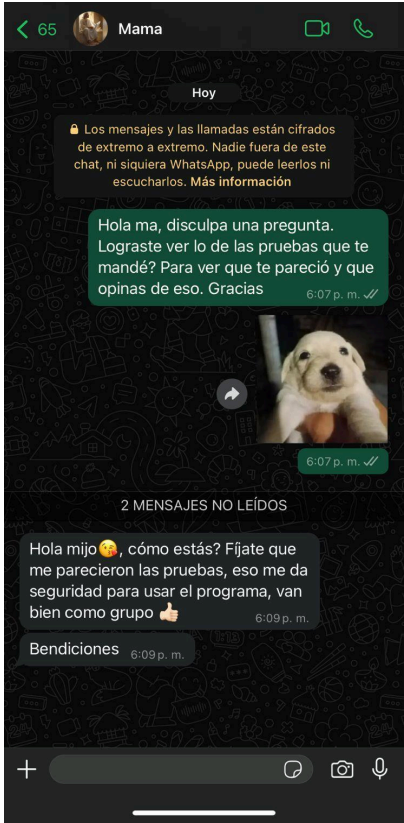 65
Mama
Hoy
Los mensajes y las llamadas están cifrados
de extremo a extremo. Nadie fuera de este
chat, ni siquiera WhatsApp, puede leerlos ni
escucharlos. Más información
Hola ma, disculpa una pregunta.
Lograste ver lo de las pruebas que te
mandé? Para ver que te pareció y que
opinas de eso. Gracias
6:07 p. m.
6:07 p. m.
2 MENSAJES NO LEÍDOS
Hola mijo😘, cómo estás? Fíjate que
me parecieron las pruebas, eso me da
seguridad para usar el programa, van
bien como grupo 👍🏻
6:09 p. m.
Bendiciones 6:09 p. m.